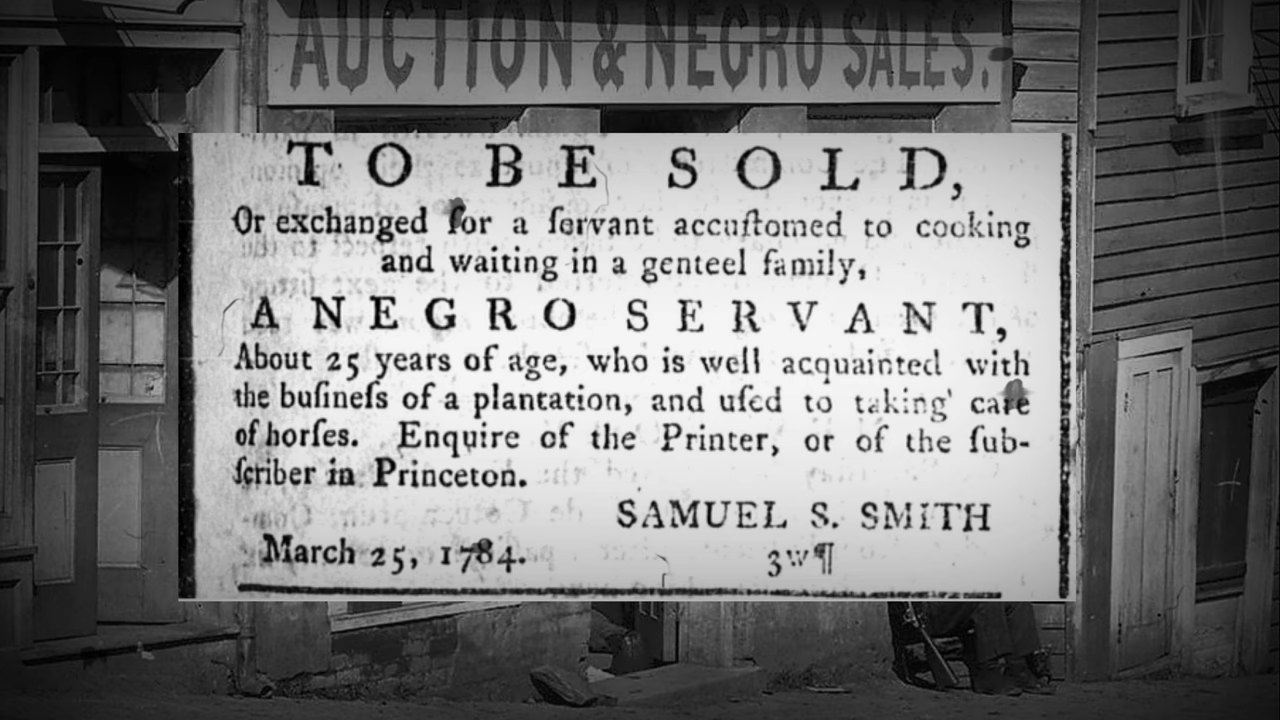 AUCTION & NEGRO SALES.
TO BE SOLD,
Or exchanged for a ſervant accuſtomed to cooking
and waiting in a genteel family,
A NEGRO SERVANT,
About 25 years of age, who is well acquainted with
the buſineſs of a plantation, and uſed to taking care
of horſes. Enquire of the Printer, or of the ſub-
ſcriber in Princeton.
SAMUEL S. SMITH
March 25, 1784. 3w¶